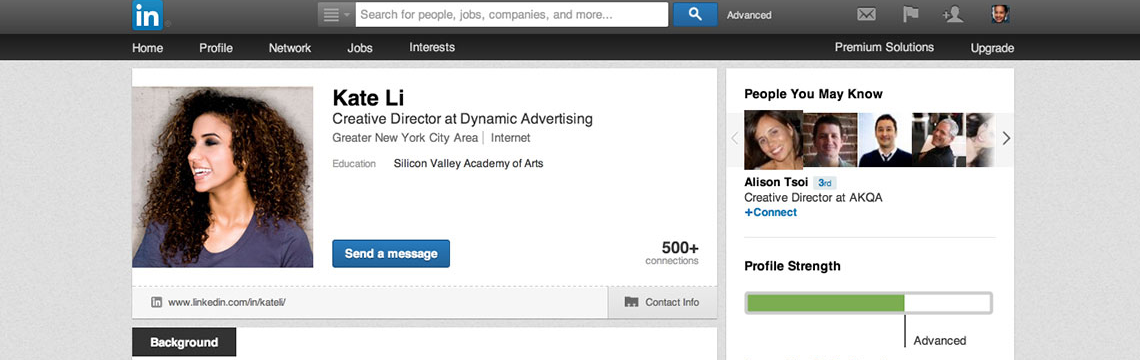 in
Search for people, jobs, companies, and more...
Advanced
Home Profile Network Jobs Interests
Premium Solutions Upgrade
Kate Li
Creative Director at Dynamic Advertising
Greater New York City Area | Internet
Education Silicon Valley Academy of Arts
Send a message
500+
connections
in www.linkedin.com/in/kateli/
Contact Info
Background
People You May Know
Alison Tsoi 3rd
Creative Director at AKQA
+Connect
Profile Strength
Advanced